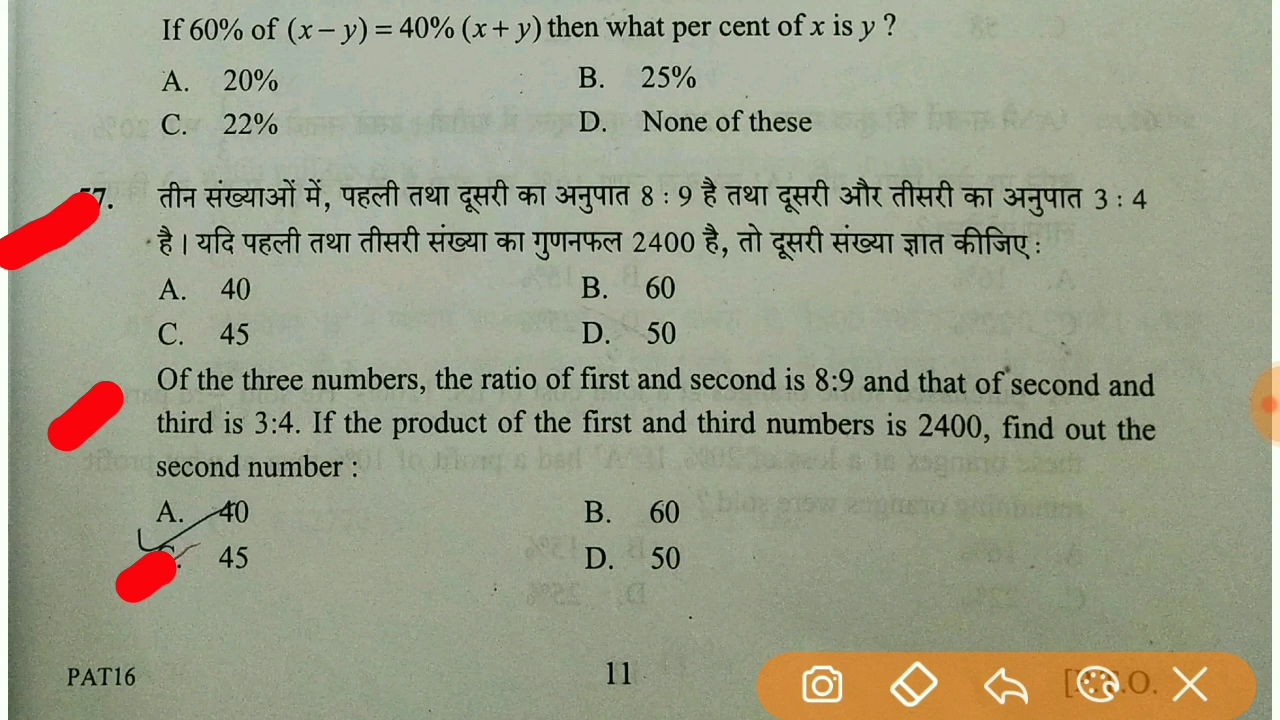 If 60% of (x – y) = 40% (x + y) then what per cent of x is y ?
A. 20% B. 25%
C. 22% D. None of these
7. तीन संख्याओं में, पहली तथा दूसरी का अनुपात 8 : 9 है तथा दूसरी और तीसरी का अनुपात 3 : 4
है। यदि पहली तथा तीसरी संख्या का गुणनफल 2400 है, तो दूसरी संख्या ज्ञात कीजिए :
A. 40 B. 60
C. 45 D. 50
Of the three numbers, the ratio of first and second is 8:9 and that of second and
third is 3:4. If the product of the first and third numbers is 2400, find out the
second number :
A. 40 B. 60
45 D. 50
PAT16 11 .O.